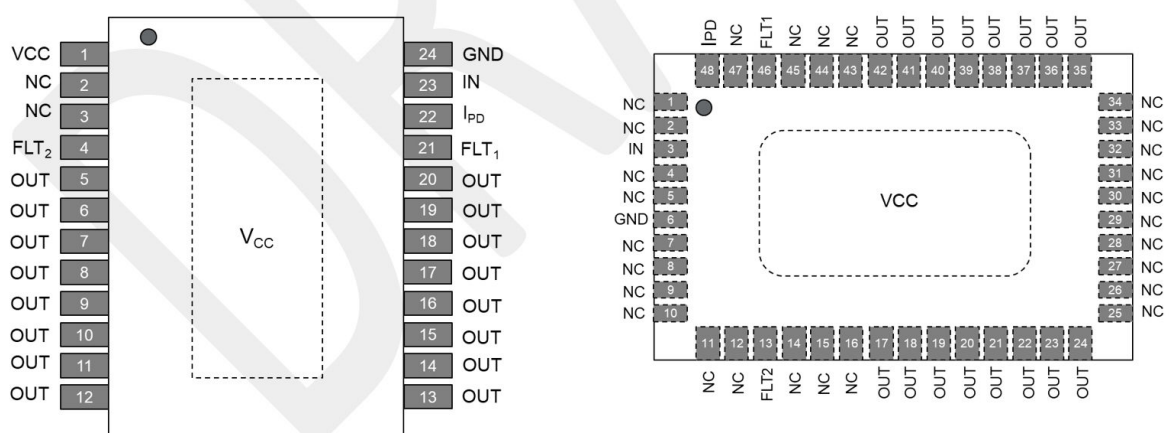 VCC 1 24 GND
NC 2 23 IN
NC 3 22 IPD
FLT2 4 21 FLT1
OUT 5 20 OUT
OUT 6 19 OUT
OUT 7 18 OUT
OUT 8 17 OUT
OUT 9 16 OUT
OUT 10 15 OUT
OUT 11 14 OUT
OUT 12 13 OUT
VCC
IPD NC FLT1 NC NC NC OUT OUT OUT OUT OUT OUT OUT OUT
48 47 46 45 44 43 42 41 40 39 38 37 36 35
NC 1 34 NC
NC 2 33 NC
IN 3 32 NC
NC 4 31 NC
NC 5 30 NC
GND 6 29 NC
NC 7 28 NC
NC 8 27 NC
NC 9 26 NC
NC 10 25 NC
VCC
11 12 13 14 15 16 17 18 19 20 21 22 23 24
NC NC FLT2 NC NC NC OUT OUT OUT OUT OUT OUT OUT OUT